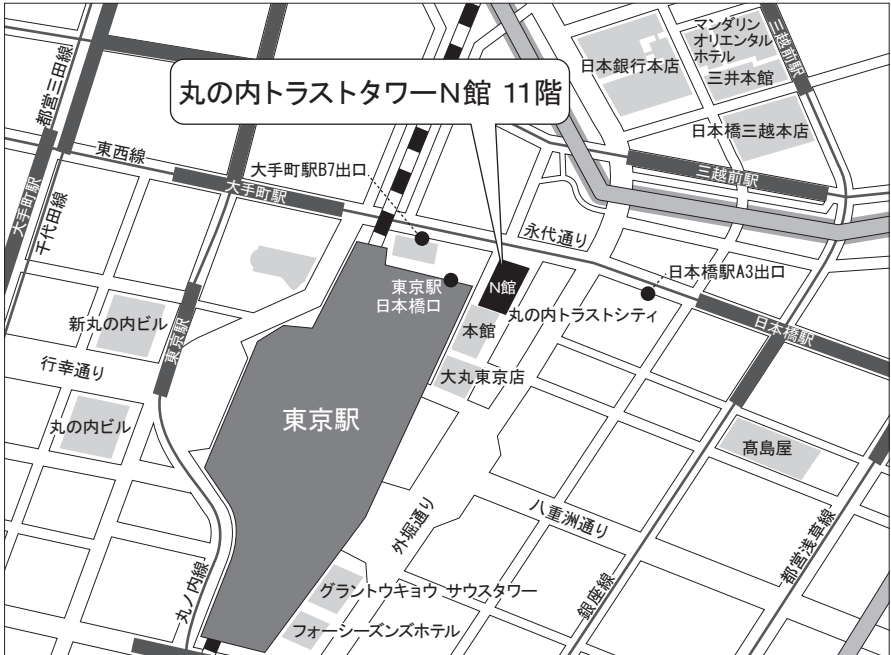 都営三田線
マンダリン
オリエンタル
ホテル
三越前駅
日本銀行本店
三井本館
丸の内トラストタワーN館 11階
日本橋三越本店
東西線
大手町駅B7出口
三越前駅
大手町駅
大手町駅
千代田線
永代通り
東京駅
日本橋口
N館
日本橋駅A3出口
丸の内トラストシティ
新丸の内ビル
東京駅
本館
日本橋駅
行幸通り
大丸東京店
丸の内ビル
東京駅
髙島屋
外堀通り
八重洲通り
都営浅草線
丸ノ内線
銀座線
グラントウキョウ サウスタワー
フォーシーズンズホテル